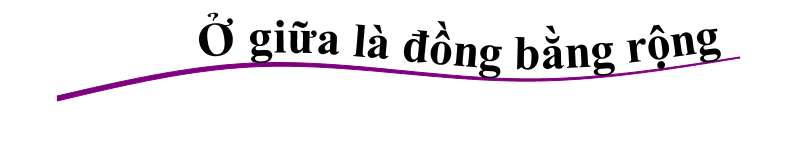 Ở giữa là đồng bằng rộng